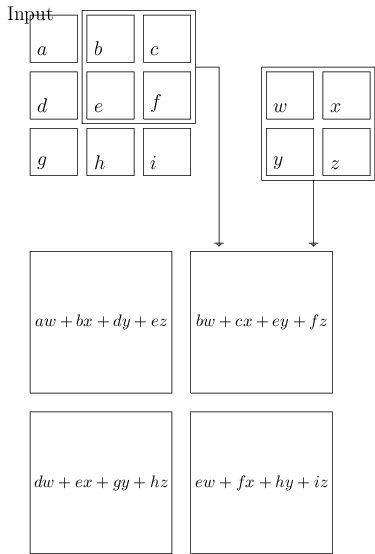 Input
a b c
w x
d e f
y z
g h i
aw + bx + dy + ez
bw + cx + ey + fz
dw + ex + gy + hz
ew + fx + hy + iz